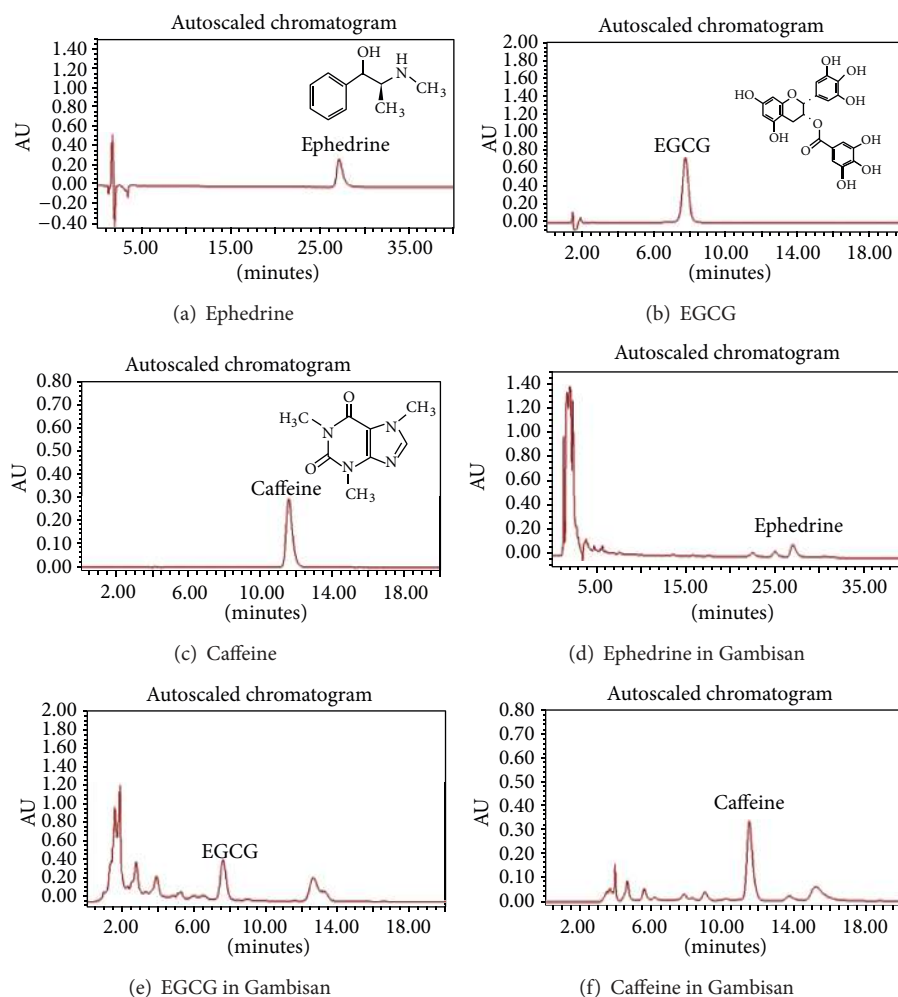 Autoscaled chromatogram
1.40
1.20
1.00
0.80
0.60
0.40
0.20
0.00
−0.20
−0.40
AU
OH
H
N
CH3
CH3
Ephedrine
5.00 15.00 25.00 35.00
(minutes)
(a) Ephedrine
Autoscaled chromatogram
2.00
1.80
1.60
1.40
1.20
1.00
0.80
0.60
0.40
0.20
0.00
AU
OH
OH
OH
HO
O
OH
O
O
OH
OH
OH
EGCG
2.00 6.00 10.00 14.00 18.00
(minutes)
(b) EGCG
Autoscaled chromatogram
0.80
0.70
0.60
0.50
0.40
0.30
0.20
0.10
0.00
AU
O
CH3
H3C
N
N
O
N
N
CH3
Caffeine
2.00 6.00 10.00 14.00 18.00
(minutes)
(c) Caffeine
Autoscaled chromatogram
1.40
1.20
1.00
0.80
0.60
0.40
0.20
0.00
AU
Ephedrine
5.00 15.00 25.00 35.00
(minutes)
(d) Ephedrine in Gambisan
Autoscaled chromatogram
2.00
1.80
1.60
1.40
1.20
1.00
0.80
0.60
0.40
0.20
0.00
AU
EGCG
2.00 6.00 10.00 14.00 18.00
(minutes)
(e) EGCG in Gambisan
Autoscaled chromatogram
0.80
0.70
0.60
0.50
0.40
0.30
0.20
0.10
0.00
AU
Caffeine
2.00 6.00 10.00 14.00 18.00
(minutes)
(f) Caffeine in Gambisan